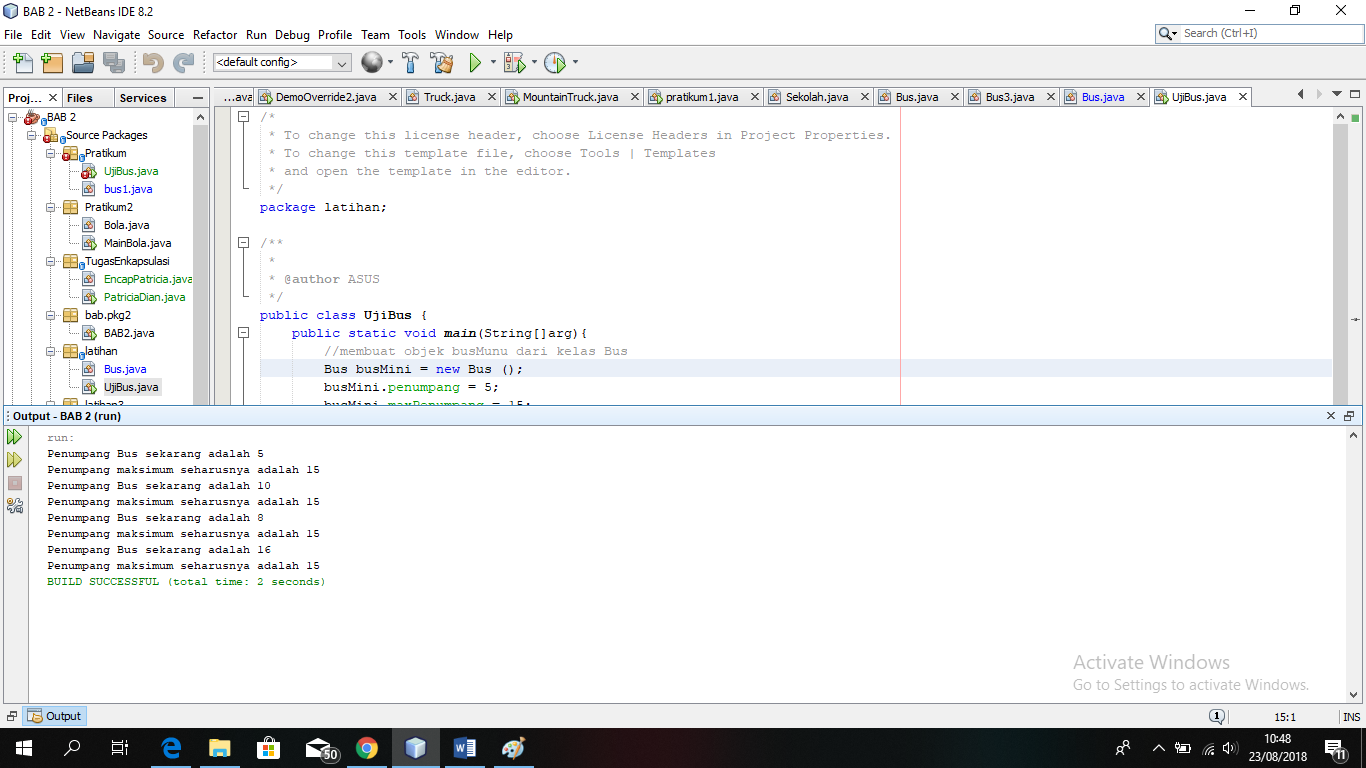 BAB 2 - NetBeans IDE 8.2
File Edit View Navigate Source Refactor Run Debug Profile Team Tools Window Help
Search (Ctrl+I)
<default config>
Proj... Files Services
...ava DemoOverride2.java Truck.java MountainTruck.java pratikum1.java Sekolah.java Bus.java Bus3.java Bus.java UjiBus.java
BAB 2
Source Packages
Pratikum
UjiBus.java
bus1.java
Pratikum2
Bola.java
MainBola.java
TugasEnkapsulasi
EncapPatricia.java
PatriciaDian.java
bab.pkg2
BAB2.java
latihan
Bus.java
UjiBus.java
latihan3
/*
* To change this license header, choose License Headers in Project Properties.
* To change this template file, choose Tools | Templates
* and open the template in the editor.
*/
package latihan;
/**
*
* @author ASUS
*/
public class UjiBus {
public static void main(String[]arg){
//membuat objek busMunu dari kelas Bus
Bus busMini = new Bus ();
busMini.penumpang = 5;
busMini.maxPenumpang = 15;
Output - BAB 2 (run)
run:
Penumpang Bus sekarang adalah 5
Penumpang maksimum seharusnya adalah 15
Penumpang Bus sekarang adalah 10
Penumpang maksimum seharusnya adalah 15
Penumpang Bus sekarang adalah 8
Penumpang maksimum seharusnya adalah 15
Penumpang Bus sekarang adalah 16
Penumpang maksimum seharusnya adalah 15
BUILD SUCCESSFUL (total time: 2 seconds)
Activate Windows
Go to Settings to activate Windows.
Output
1
15:1
INS
50
10:48
23/08/2018
11